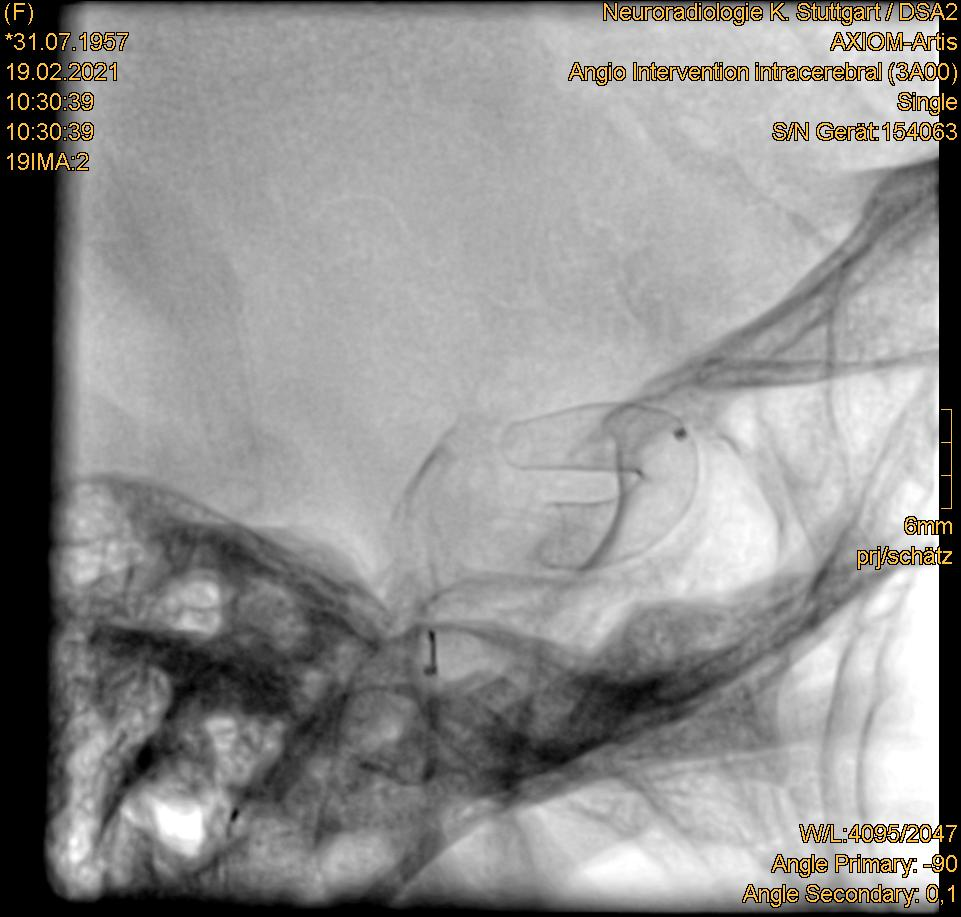 (F)
*31.07.1957
19.02.2021
10:30:39
10:30:39
19IMA:2
Neuroradiologie K. Stuttgart / DSA2
AXIOM-Artis
Angio Intervention intracerebral (3A00)
Single
S/N Gerät:154063
6mm
prj/schätz
W/L:4095/2047
Angle Primary: -90
Angle Secondary: 0,1